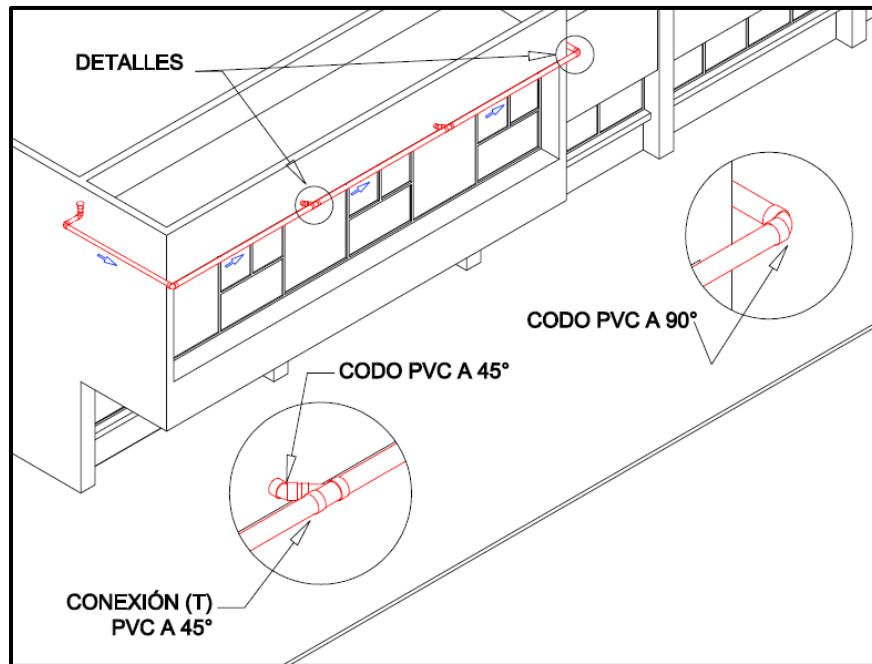 DETALLES
CODO PVC A 90°
CODO PVC A 45°
CONEXIÓN (T)
PVC A 45°